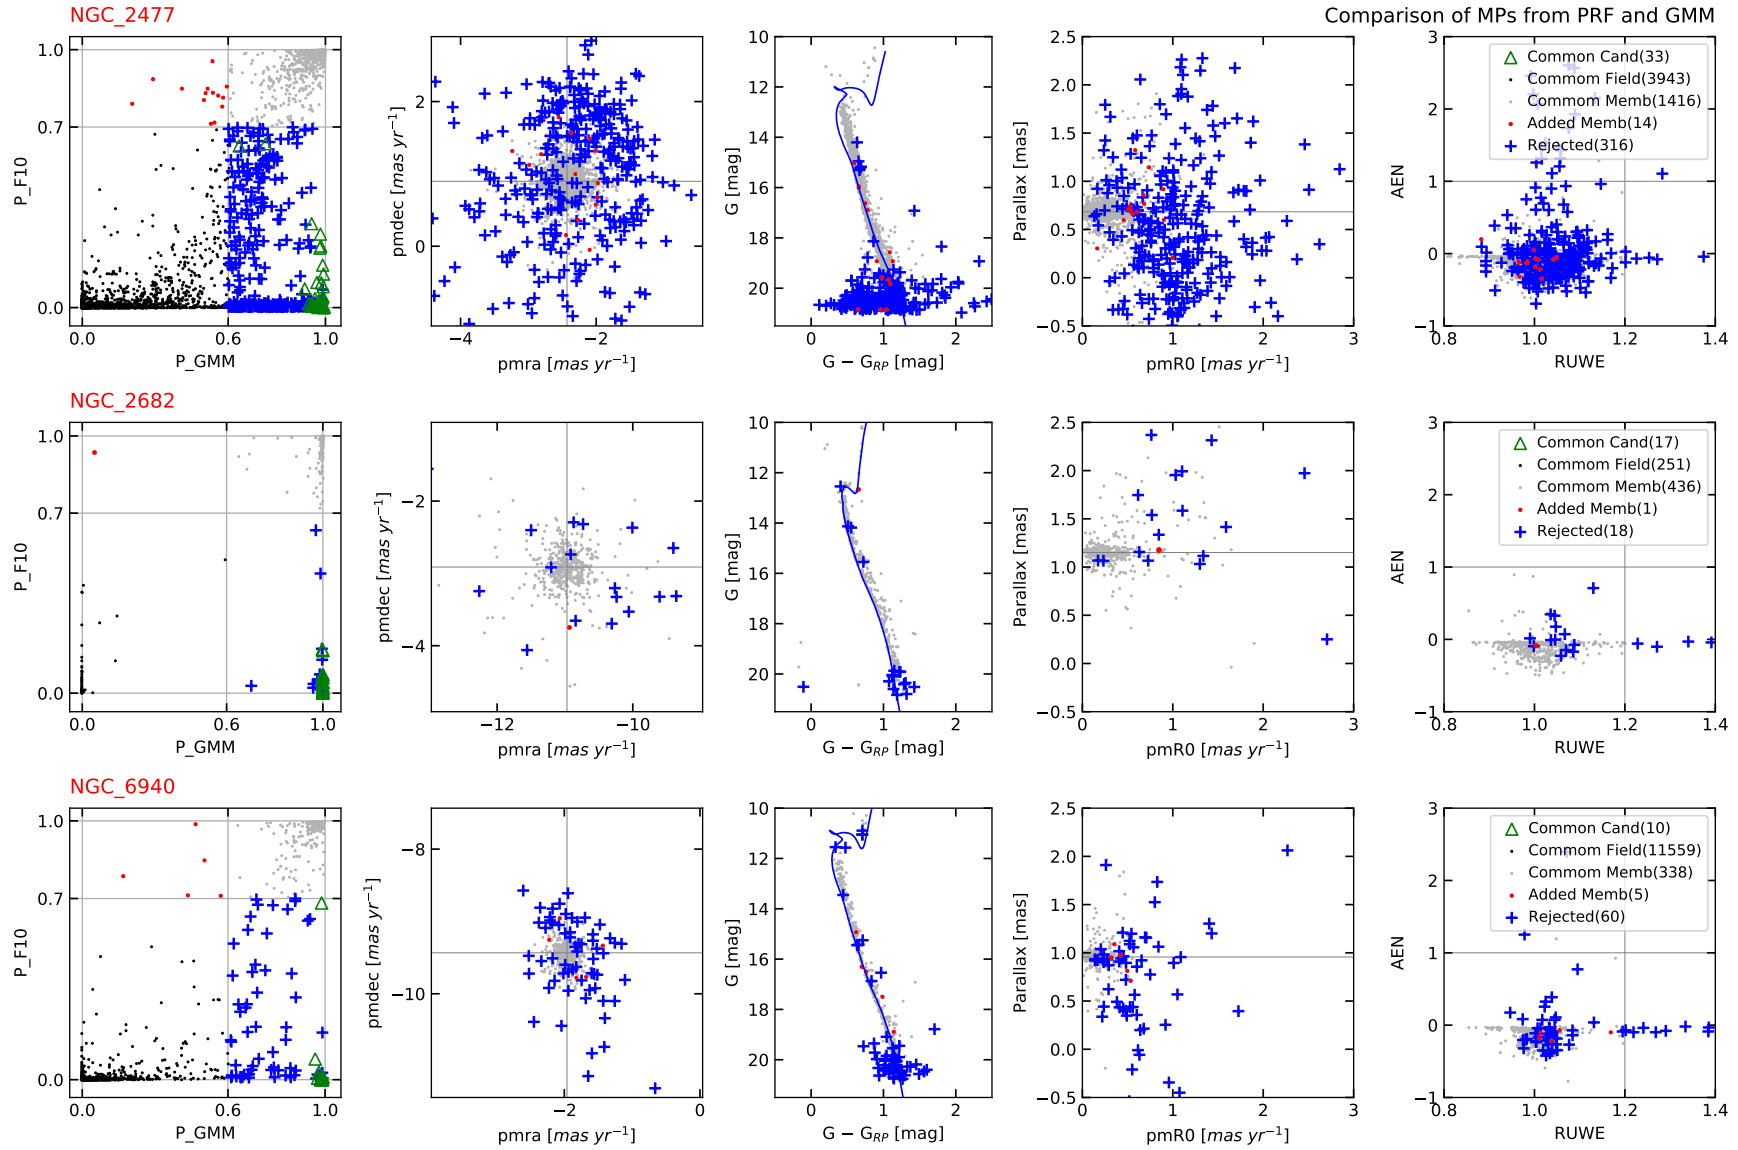 NGC_2477
Comparison of MPs from PRF and GMM
1.0
0.7
0.0
P_F10
0.0
0.6
1.0
P_GMM
2
0
pmdec [mas yr−1]
−4
−2
pmra [mas yr−1]
10
12
14
16
18
20
G [mag]
0
1
2
G − GRP [mag]
2.5
2.0
1.5
1.0
0.5
0.0
−0.5
Parallax [mas]
0
1
2
3
pmR0 [mas yr−1]
3
2
1
0
−1
AEN
0.8
1.0
1.2
1.4
RUWE
Common Cand(33)
Commom Field(3943)
Commom Memb(1416)
Added Memb(14)
Rejected(316)
NGC_2682
1.0
0.7
0.0
P_F10
0.0
0.6
1.0
P_GMM
−2
−4
pmdec [mas yr−1]
−12
−10
pmra [mas yr−1]
10
12
14
16
18
20
G [mag]
0
1
2
G − GRP [mag]
2.5
2.0
1.5
1.0
0.5
0.0
−0.5
Parallax [mas]
0
1
2
3
pmR0 [mas yr−1]
3
2
1
0
−1
AEN
0.8
1.0
1.2
1.4
RUWE
Common Cand(17)
Commom Field(251)
Commom Memb(436)
Added Memb(1)
Rejected(18)
NGC_6940
1.0
0.7
0.0
P_F10
0.0
0.6
1.0
P_GMM
−8
−10
pmdec [mas yr−1]
−2
0
pmra [mas yr−1]
10
12
14
16
18
20
G [mag]
0
1
2
G − GRP [mag]
2.5
2.0
1.5
1.0
0.5
0.0
−0.5
Parallax [mas]
0
1
2
3
pmR0 [mas yr−1]
3
2
1
0
−1
AEN
0.8
1.0
1.2
1.4
RUWE
Common Cand(10)
Commom Field(11559)
Commom Memb(338)
Added Memb(5)
Rejected(60)